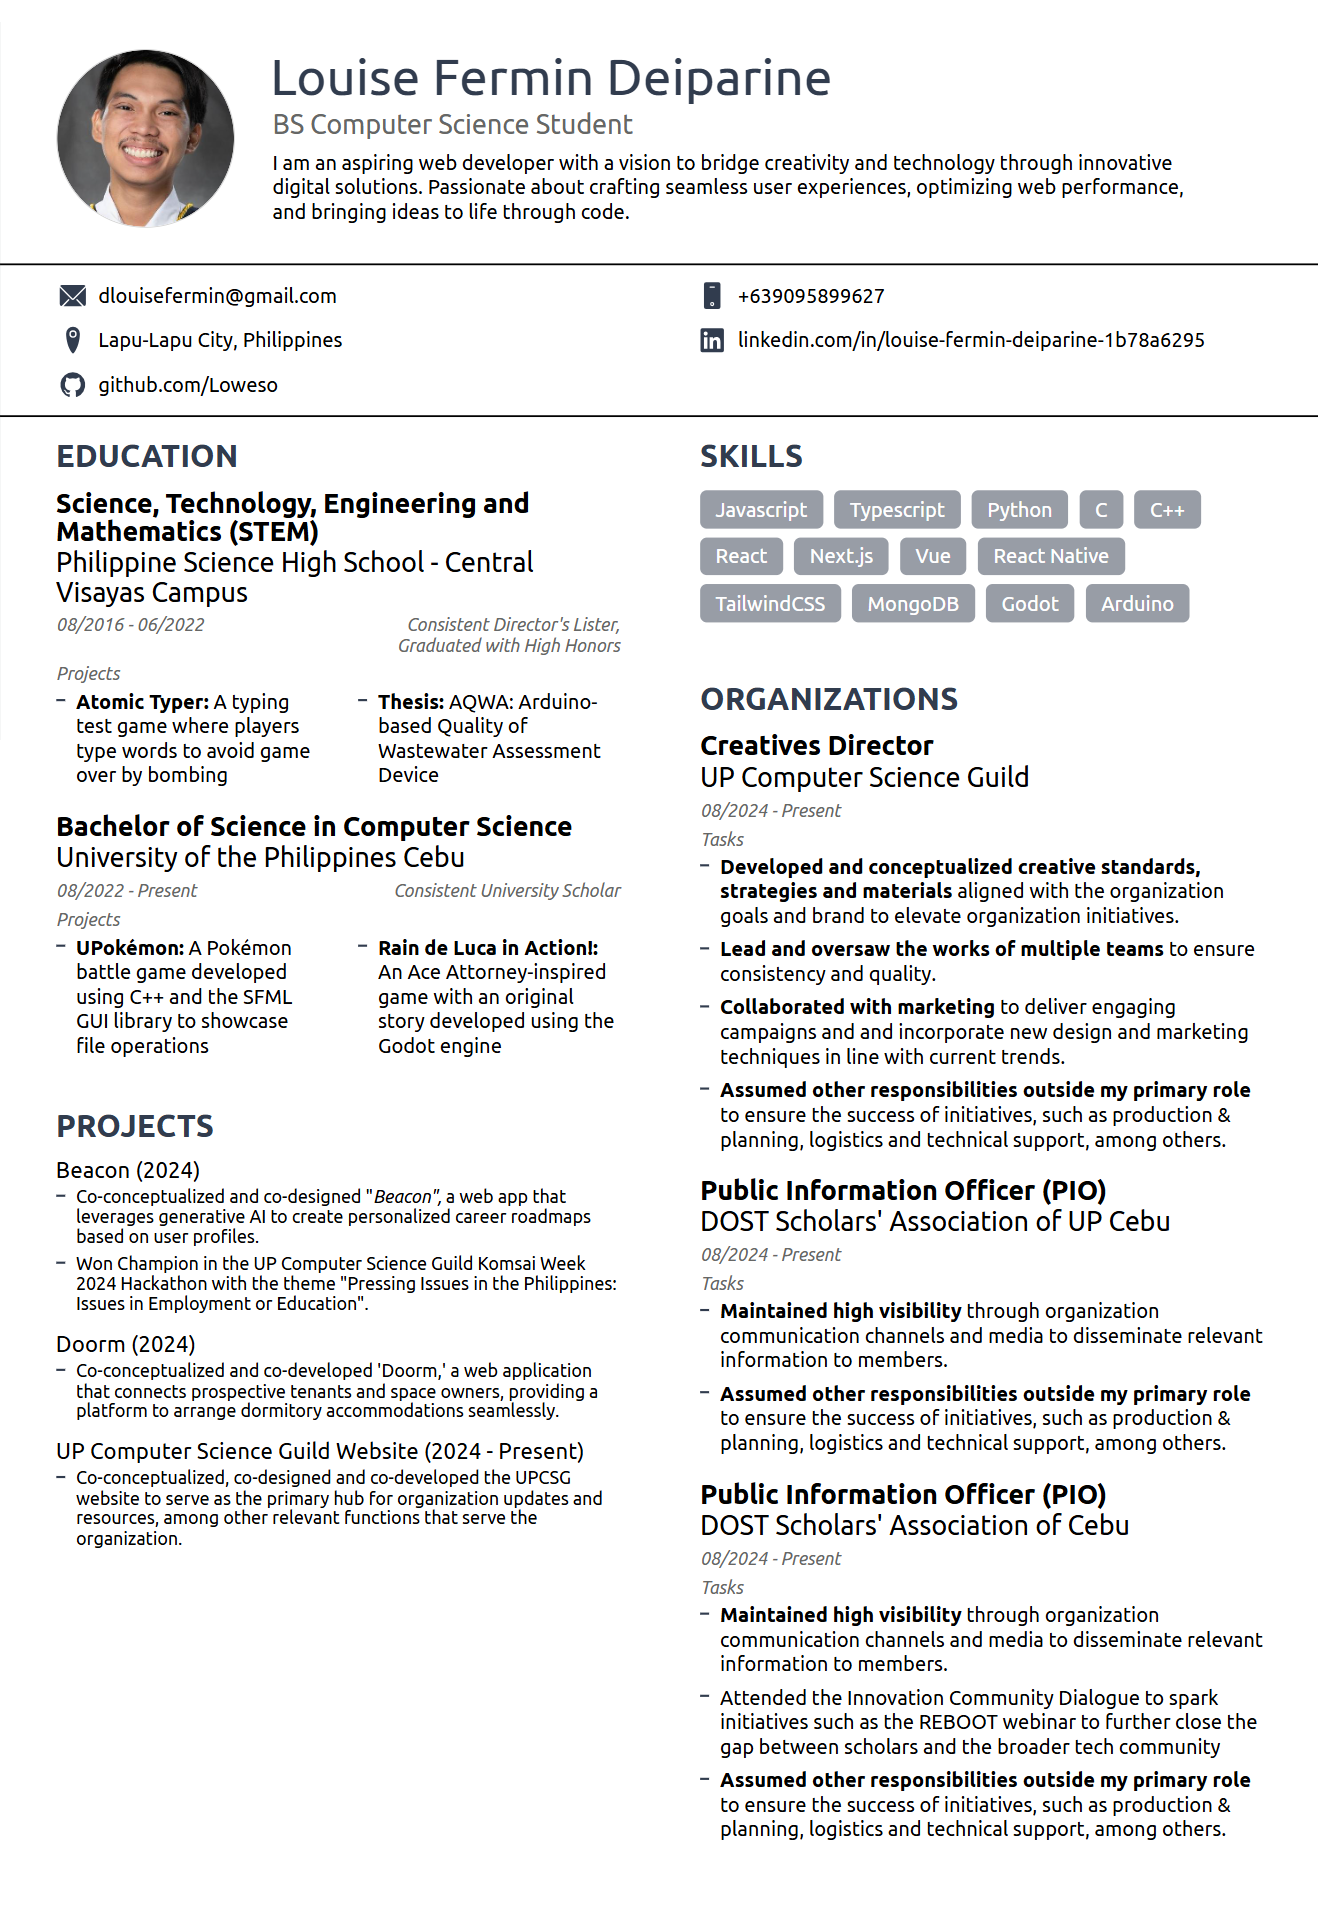 Louise Fermin Deiparine
BS Computer Science Student
I am an aspiring web developer with a vision to bridge creativity and technology through innovative
digital solutions. Passionate about crafting seamless user experiences, optimizing web performance,
and bringing ideas to life through code.
dlouisefermin@gmail.com
+639095899627
Lapu-Lapu City, Philippines
linkedin.com/in/louise-fermin-deiparine-1b78a6295
github.com/Loweso
EDUCATION
Science, Technology, Engineering and
Mathematics (STEM)
Philippine Science High School - Central
Visayas Campus
08/2016 - 06/2022
Consistent Director's Lister,
Graduated with High Honors
Projects
– Atomic Typer: A typing
test game where players
type words to avoid game
over by bombing
– Thesis: AQWA: Arduino-
based Quality of
Wastewater Assessment
Device
Bachelor of Science in Computer Science
University of the Philippines Cebu
08/2022 - Present
Consistent University Scholar
Projects
– UPokémon: A Pokémon
battle game developed
using C++ and the SFML
GUI library to showcase
file operations
– Rain de Luca in Action!:
An Ace Attorney-inspired
game with an original
story developed using the
Godot engine
PROJECTS
Beacon (2024)
– Co-conceptualized and co-designed "Beacon", a web app that
leverages generative AI to create personalized career roadmaps
based on user profiles.
– Won Champion in the UP Computer Science Guild Komsai Week
2024 Hackathon with the theme "Pressing Issues in the Philippines:
Issues in Employment or Education".
Doorm (2024)
– Co-conceptualized and co-developed 'Doorm,' a web application
that connects prospective tenants and space owners, providing a
platform to arrange dormitory accommodations seamlessly.
UP Computer Science Guild Website (2024 - Present)
– Co-conceptualized, co-designed and co-developed the UPCSG
website to serve as the primary hub for organization updates and
resources, among other relevant functions that serve the
organization.
SKILLS
Javascript Typescript Python C C++
React Next.js Vue React Native
TailwindCSS MongoDB Godot Arduino
ORGANIZATIONS
Creatives Director
UP Computer Science Guild
08/2024 - Present
Tasks
– Developed and conceptualized creative standards,
strategies and materials aligned with the organization
goals and brand to elevate organization initiatives.
– Lead and oversaw the works of multiple teams to ensure
consistency and quality.
– Collaborated with marketing to deliver engaging
campaigns and and incorporate new design and marketing
techniques in line with current trends.
– Assumed other responsibilities outside my primary role
to ensure the success of initiatives, such as production &
planning, logistics and technical support, among others.
Public Information Officer (PIO)
DOST Scholars' Association of UP Cebu
08/2024 - Present
Tasks
– Maintained high visibility through organization
communication channels and media to disseminate relevant
information to members.
– Assumed other responsibilities outside my primary role
to ensure the success of initiatives, such as production &
planning, logistics and technical support, among others.
Public Information Officer (PIO)
DOST Scholars' Association of Cebu
08/2024 - Present
Tasks
– Maintained high visibility through organization
communication channels and media to disseminate relevant
information to members.
– Attended the Innovation Community Dialogue to spark
initiatives such as the REBOOT webinar to further close the
gap between scholars and the broader tech community
– Assumed other responsibilities outside my primary role
to ensure the success of initiatives, such as production &
planning, logistics and technical support, among others.